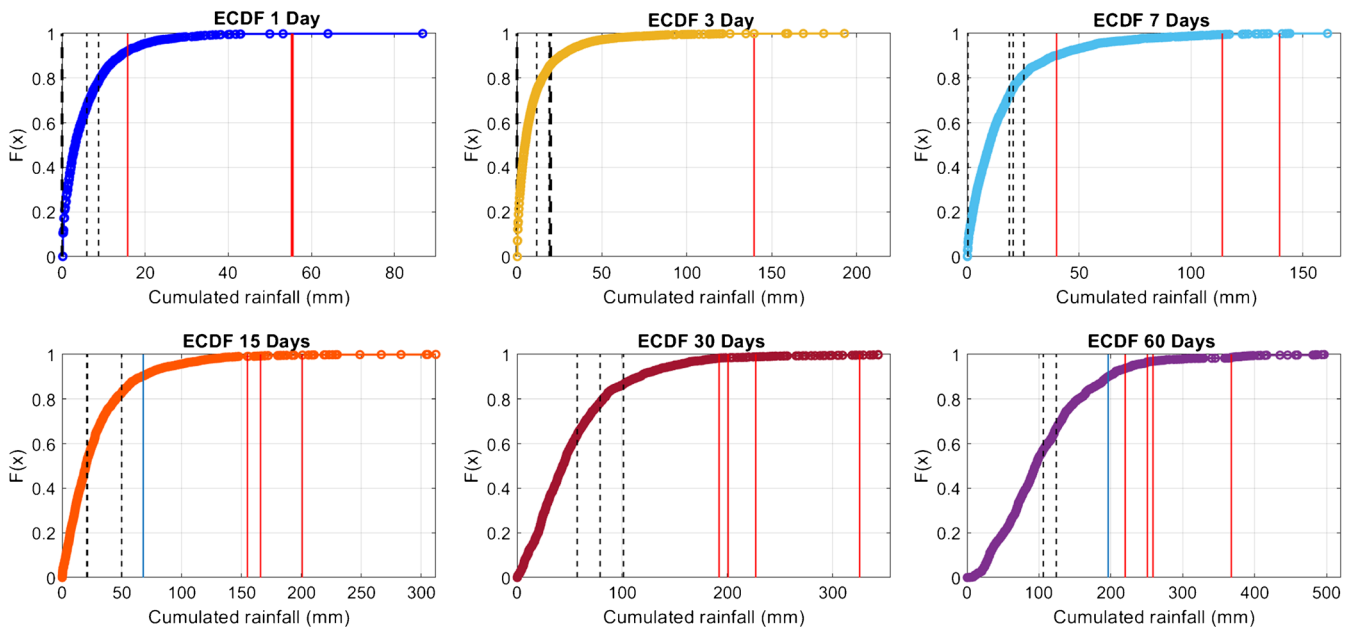 ECDF 1 Day
F(x)
1
0.8
0.6
0.4
0.2
0
0 20 40 60 80
Cumulated rainfall (mm)
ECDF 3 Day
F(x)
1
0.8
0.6
0.4
0.2
0
0 50 100 150 200
Cumulated rainfall (mm)
ECDF 7 Days
F(x)
1
0.8
0.6
0.4
0.2
0
0 50 100 150
Cumulated rainfall (mm)
ECDF 15 Days
F(x)
1
0.8
0.6
0.4
0.2
0
0 50 100 150 200 250 300
Cumulated rainfall (mm)
ECDF 30 Days
F(x)
1
0.8
0.6
0.4
0.2
0
0 100 200 300
Cumulated rainfall (mm)
ECDF 60 Days
F(x)
1
0.8
0.6
0.4
0.2
0
0 100 200 300 400 500
Cumulated rainfall (mm)